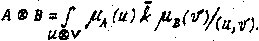 A ⊗ B = ∫ μ_A(u) k̄ μ_B(v)/(u, v).
u⊗v